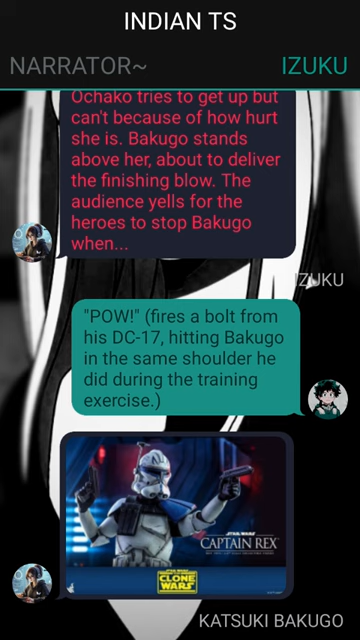 INDIAN TS
NARRATOR~
IZUKU
Ochako tries to get up but
can't because of how hurt
she is. Bakugo stands
above her, about to deliver
the finishing blow. The
audience yells for the
heroes to stop Bakugo
when...
IZUKU
"POW!" (fires a bolt from
his DC-17, hitting Bakugo
in the same shoulder he
did during the training
exercise.)
STAR WARS
CAPTAIN REX
STAR WARS
CLONE
WARS
KATSUKI BAKUGO